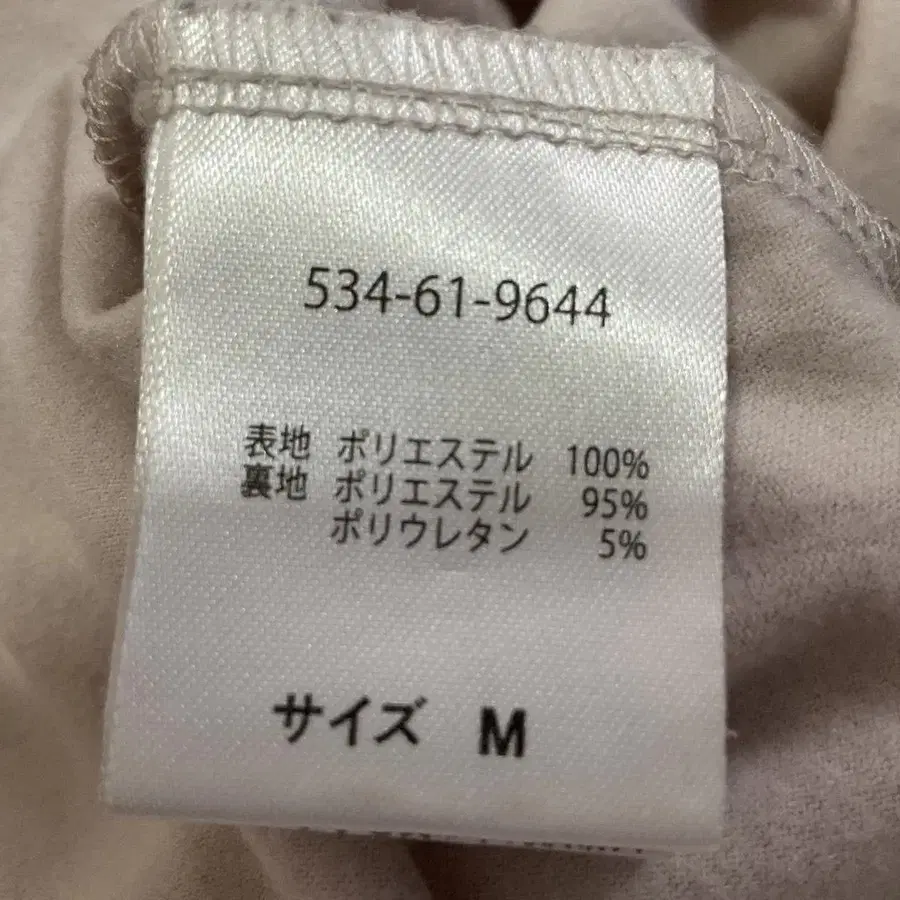 534-61-9644
表地 ポリエステル 100%
裏地 ポリエステル 95%
ポリウレタン 5%
サイズ M